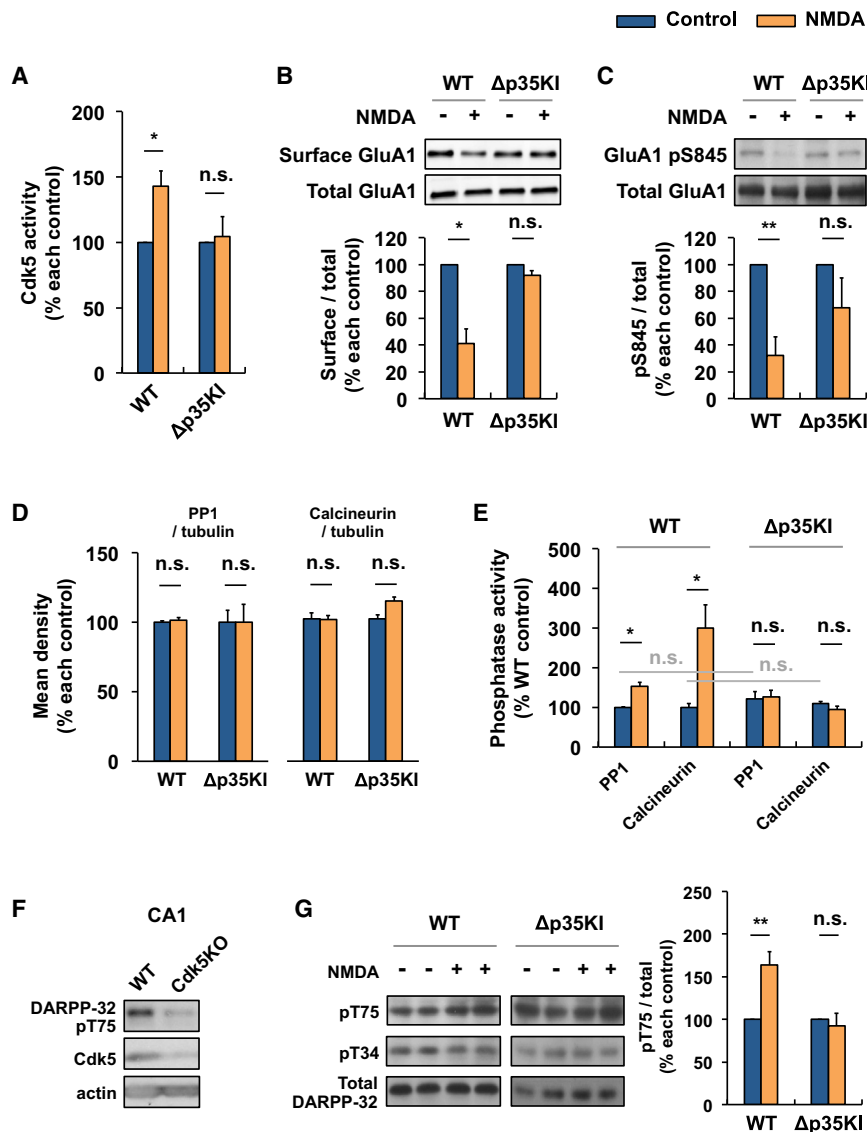 Control NMDA
A
Cdk5 activity
(% each control)
200
150
100
50
0
*
n.s.
WT
Δp35KI
B
WT Δp35KI
NMDA - + - +
Surface GluA1
Total GluA1
Surface / total
(% each control)
120
100
80
60
40
20
0
*
n.s.
WT Δp35KI
C
WT Δp35KI
NMDA - + - +
GluA1 pS845
Total GluA1
pS845 / total
(% each control)
120
100
80
60
40
20
0
**
n.s.
WT Δp35KI
D
PP1
/ tubulin
Calcineurin
/ tubulin
Mean density
(% each control)
150
100
50
0
n.s. n.s. n.s. n.s.
WT Δp35KI WT Δp35KI
E
WT Δp35KI
Phosphatase activity
(% WT control)
500
400
300
200
100
0
*
*
n.s.
n.s.
n.s.
n.s.
PP1
Calcineurin
PP1
Calcineurin
F
CA1
WT
Cdk5KO
DARPP-32
pT75
Cdk5
actin
G
WT Δp35KI
NMDA - - + + - - + +
pT75
pT34
Total
DARPP-32
pT75 / total
(% each control)
250
200
150
100
50
0
**
n.s.
WT Δp35KI